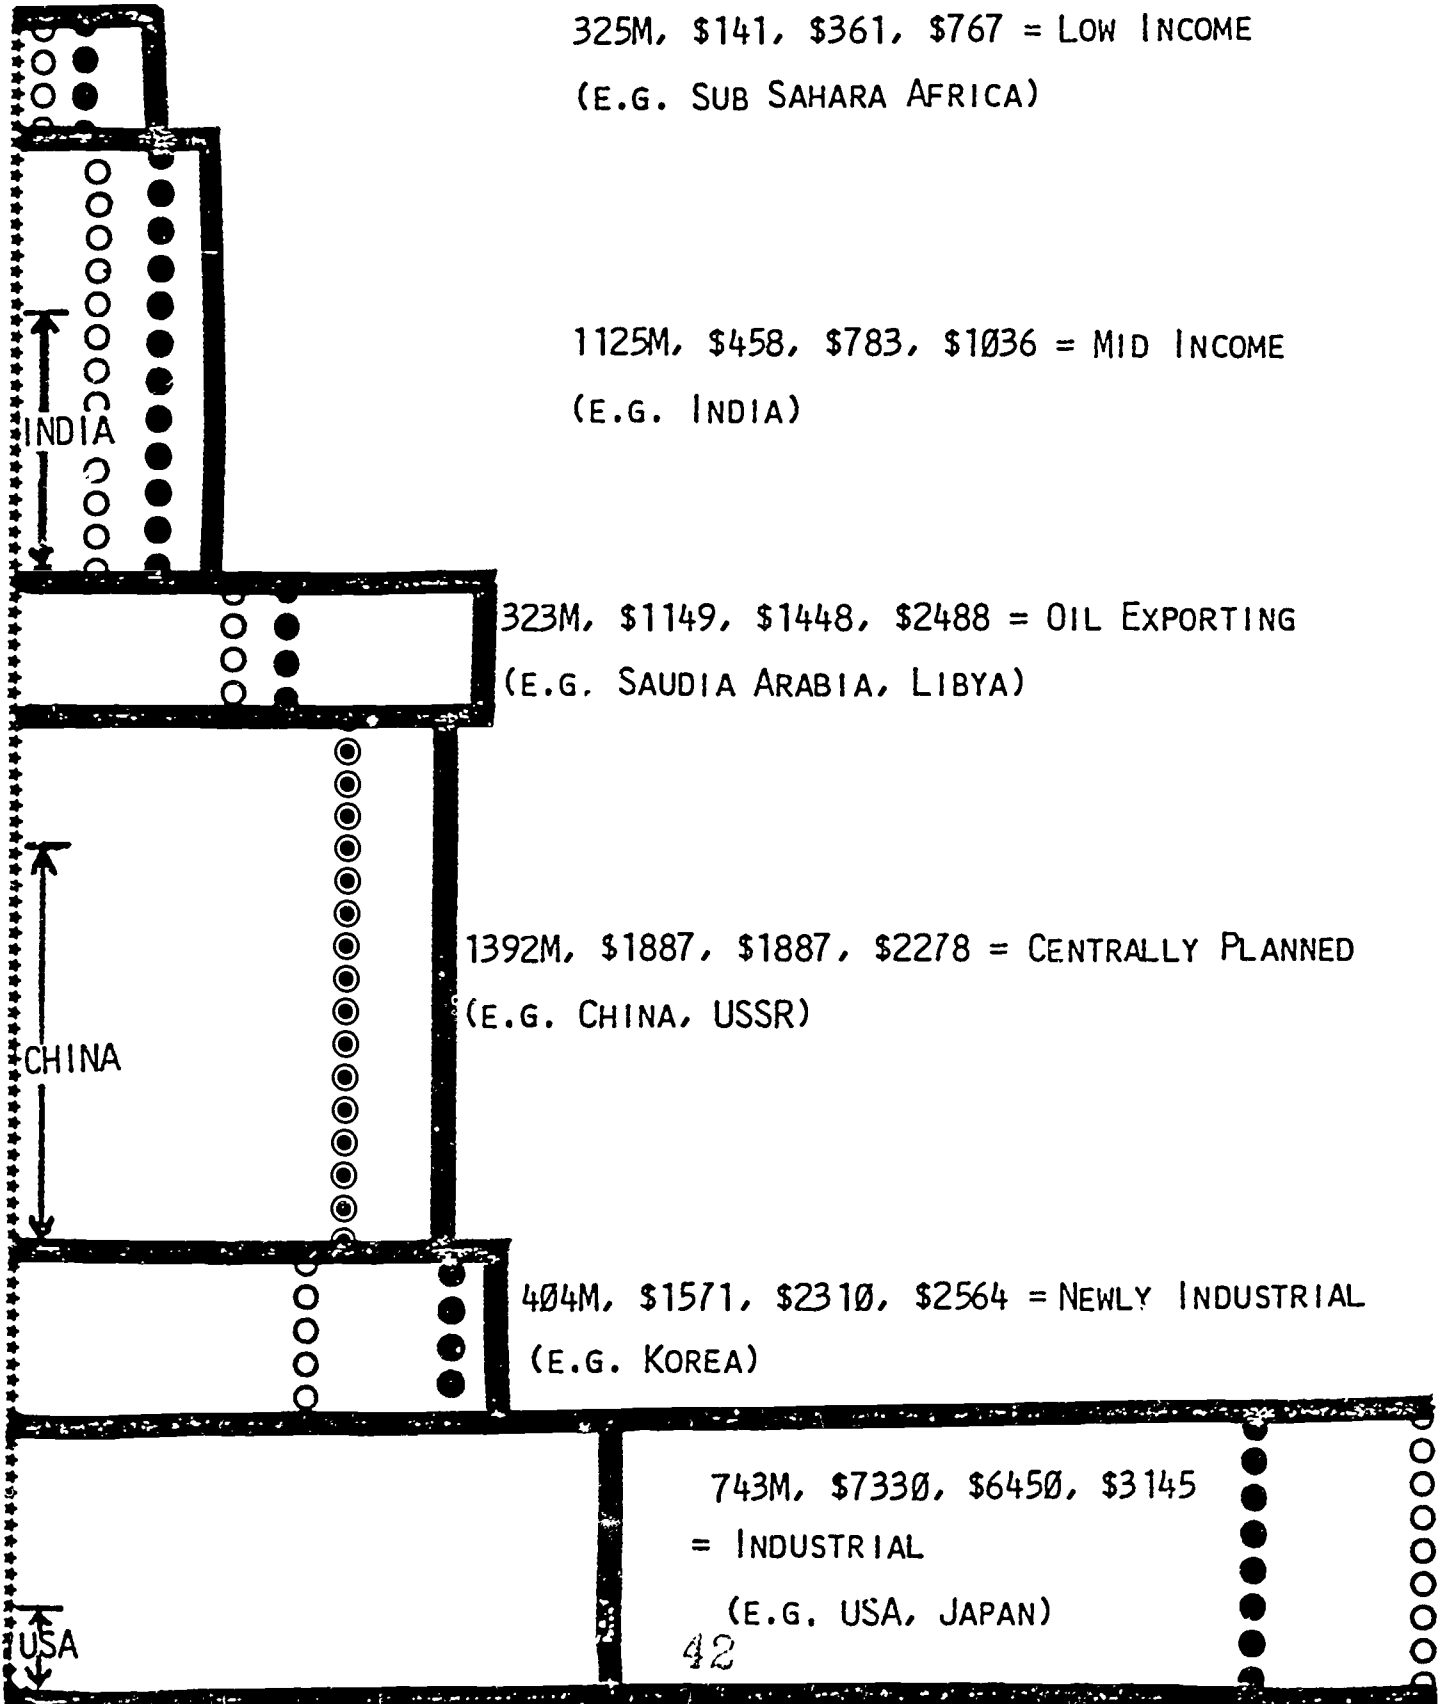 325M, $141, $361, $767 = LOW INCOME
(E.G. SUB SAHARA AFRICA)
1125M, $458, $783, $1036 = MID INCOME
(E.G. INDIA)
INDIA
323M, $1149, $1448, $2488 = OIL EXPORTING
(E.G. SAUDIA ARABIA, LIBYA)
1392M, $1887, $1887, $2278 = CENTRALLY PLANNED
(E.G. CHINA, USSR)
CHINA
404M, $1571, $2310, $2564 = NEWLY INDUSTRIAL
(E.G. KOREA)
743M, $7330, $6450, $3145
= INDUSTRIAL
(E.G. USA, JAPAN)
USA
42